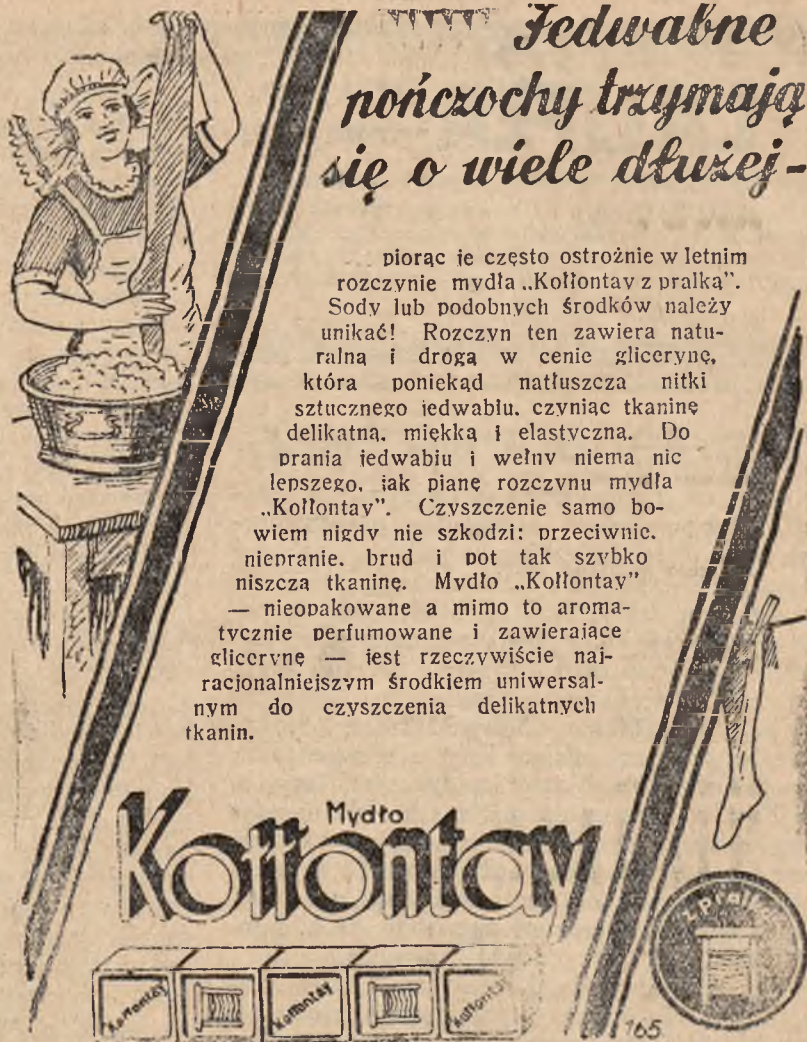 Jedwabne
pończochy trzymają
się o wiele dłużej -
piorąc je często ostrożnie w letnim
rozczynie mydła „Kołłontay z pralką”.
Sody lub podobnych środków należy
unikać! Rozczyn ten zawiera natu-
ralną i drogą w cenie glicerynę,
która poniekąd natłuszcza nitki
sztucznego jedwabiu, czyniąc tkaninę
delikatną, miękką i elastyczną. Do
prania jedwabiu i wełny niema nic
lepszego, jak pianę rozczynu mydła
„Kołłontay”. Czyszczenie samo bo-
wiem nigdy nie szkodzi; przeciwnie,
niepranie, brud i pot tak szybko
niszczą tkaninę. Mydło „Kołłontay”
— nieopakowane a mimo to aroma-
tycznie perfumowane i zawierające
glicerynę — jest rzeczywiście naj-
racjonalniejszym środkiem uniwersal-
nym do czyszczenia delikatnych
tkanin.
Mydło
Kołłontay
z pralką
Kołłontay
Kołłontay
Kołłontay
165